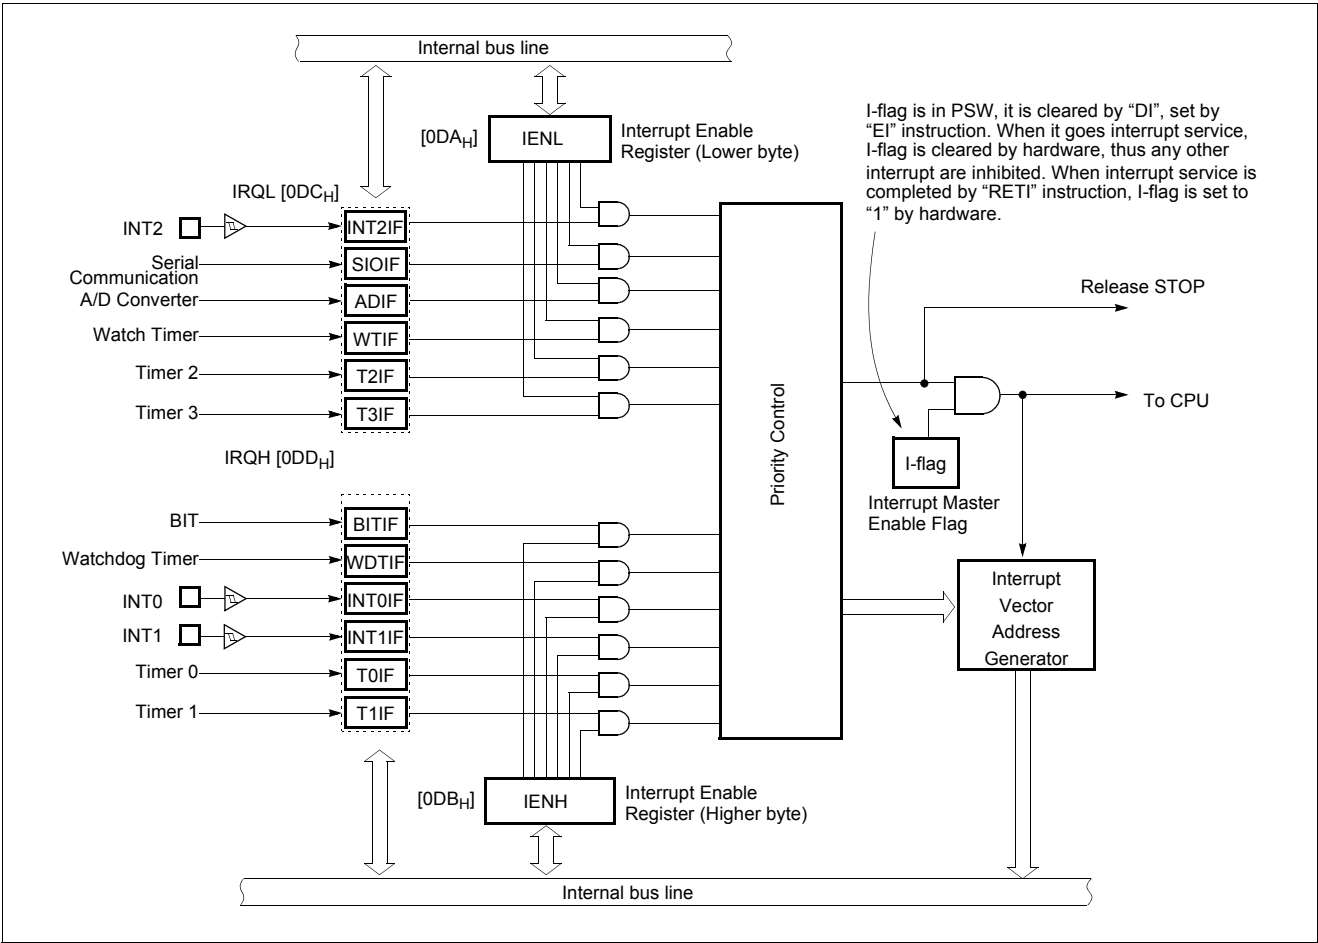 Internal bus line
[0DAH]
IENL
Interrupt Enable
Register (Lower byte)
I-flag is in PSW, it is cleared by “DI”, set by
“EI” instruction. When it goes interrupt service,
I-flag is cleared by hardware, thus any other
interrupt are inhibited. When interrupt service is
completed by “RETI” instruction, I-flag is set to
“1” by hardware.
IRQL [0DCH]
INT2
INT2IF
Serial
Communication
SIOIF
A/D Converter
ADIF
Watch Timer
WTIF
Timer 2
T2IF
Timer 3
T3IF
Release STOP
To CPU
Priority Control
I-flag
Interrupt Master
Enable Flag
IRQH [0DDH]
BIT
BITIF
Watchdog Timer
WDTIF
INT0
INT0IF
INT1
INT1IF
Timer 0
T0IF
Timer 1
T1IF
Interrupt
Vector
Address
Generator
[0DBH]
IENH
Interrupt Enable
Register (Higher byte)
Internal bus line